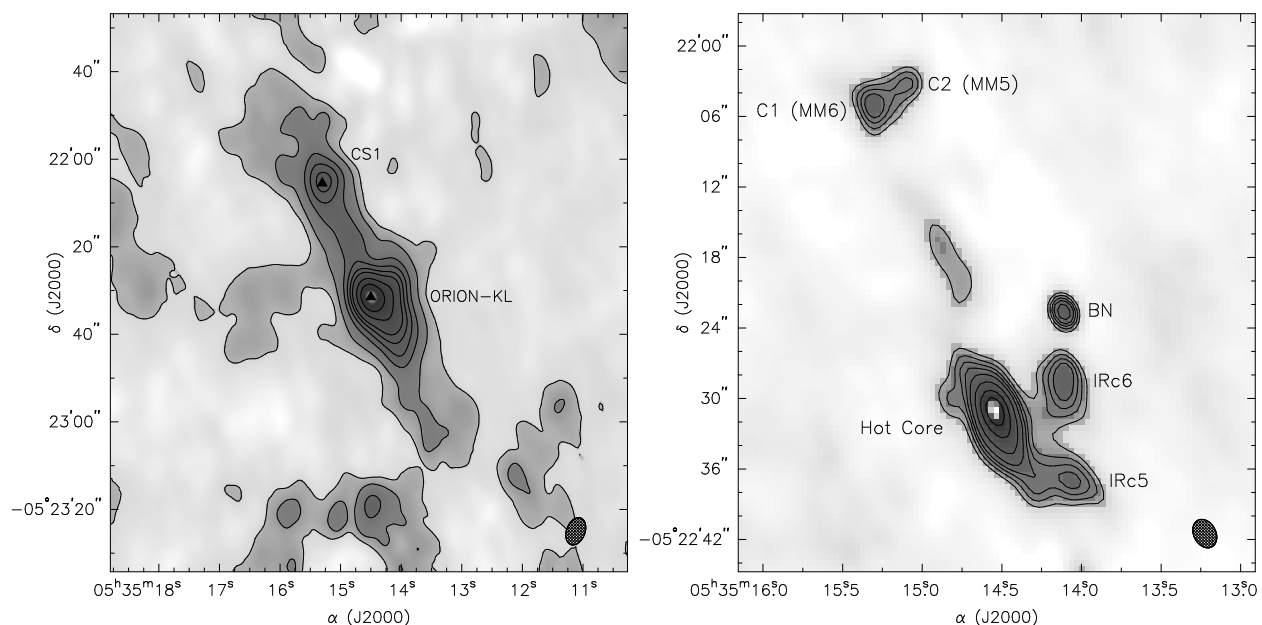 40″
22′00″
20″
40″
23′00″
−05°23′20″
δ (J2000)
CS1
ORION−KL
05ʰ35ᵐ18ˢ 17ˢ 16ˢ 15ˢ 14ˢ 13ˢ 12ˢ 11ˢ
α (J2000)
22′00″
06″
12″
18″
24″
30″
36″
−05°22′42″
δ (J2000)
C2 (MM5)
C1 (MM6)
BN
IRc6
Hot Core
IRc5
05ʰ35ᵐ16ˢ.0 15ˢ.5 15ˢ.0 14ˢ.5 14ˢ.0 13ˢ.5 13ˢ.0
α (J2000)